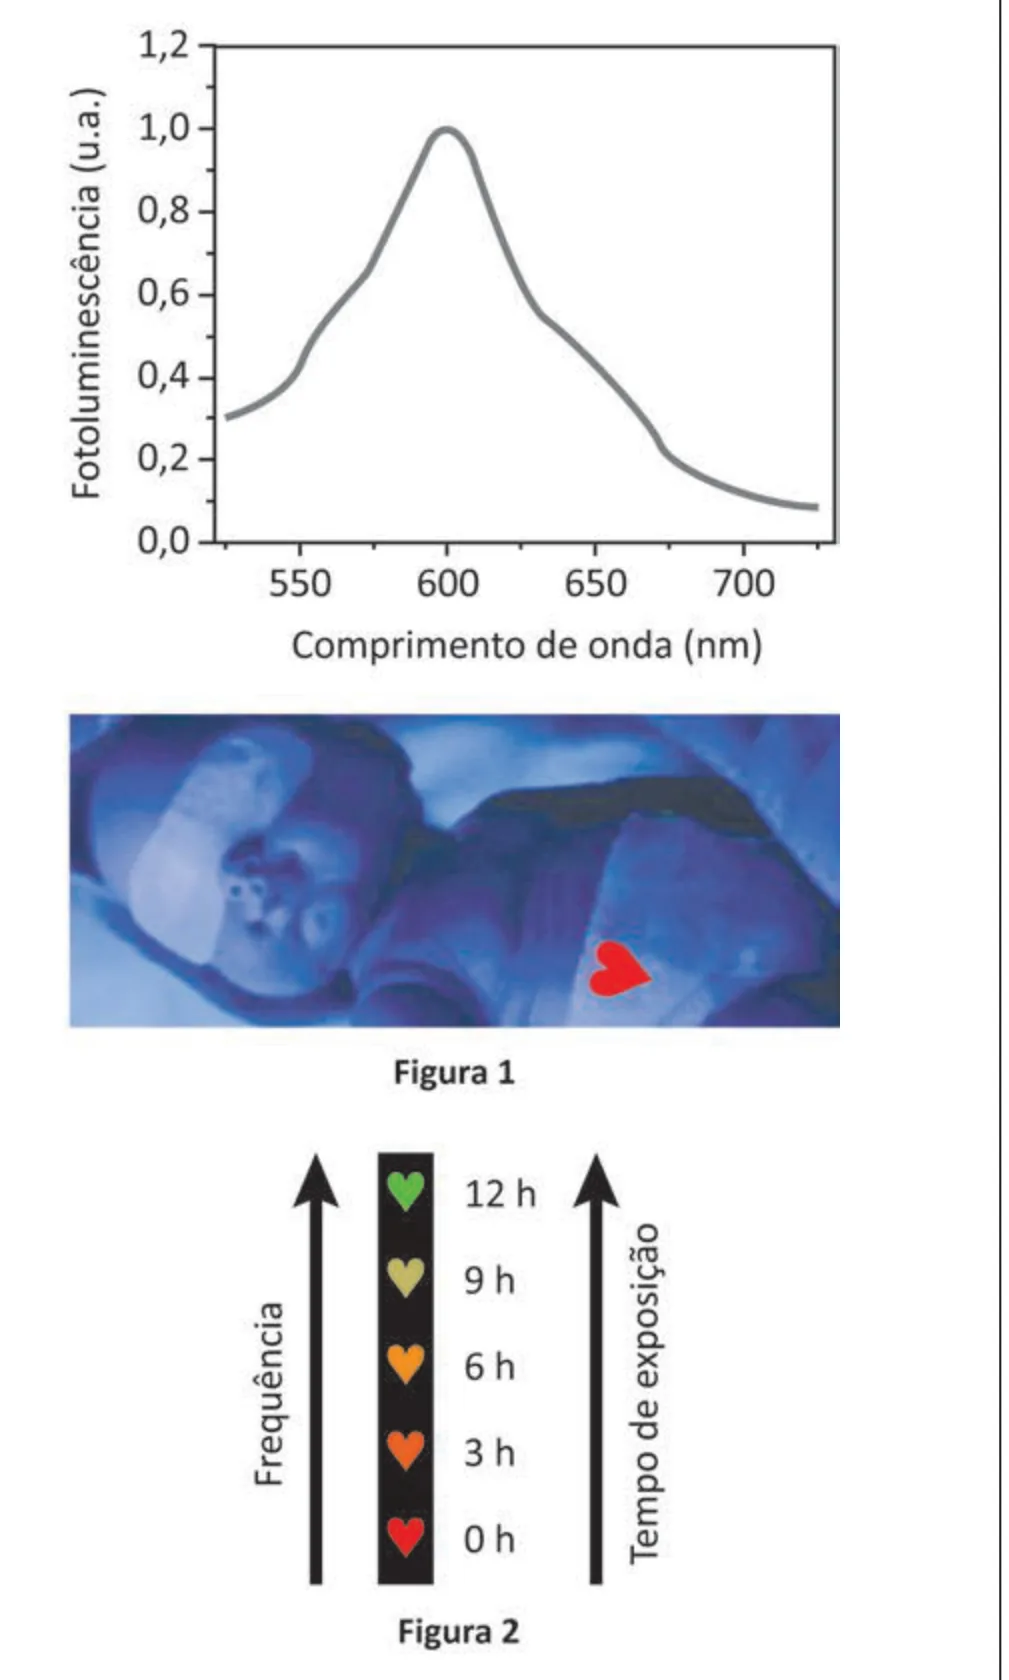 1,2
1,0
0,8
0,6
0,4
0,2
0,0
Fotoluminescência (u.a.)
550 600 650 700
Comprimento de onda (nm)
Figura 1
Frequência
12 h
9 h
6 h
3 h
0 h
Tempo de exposição
Figura 2